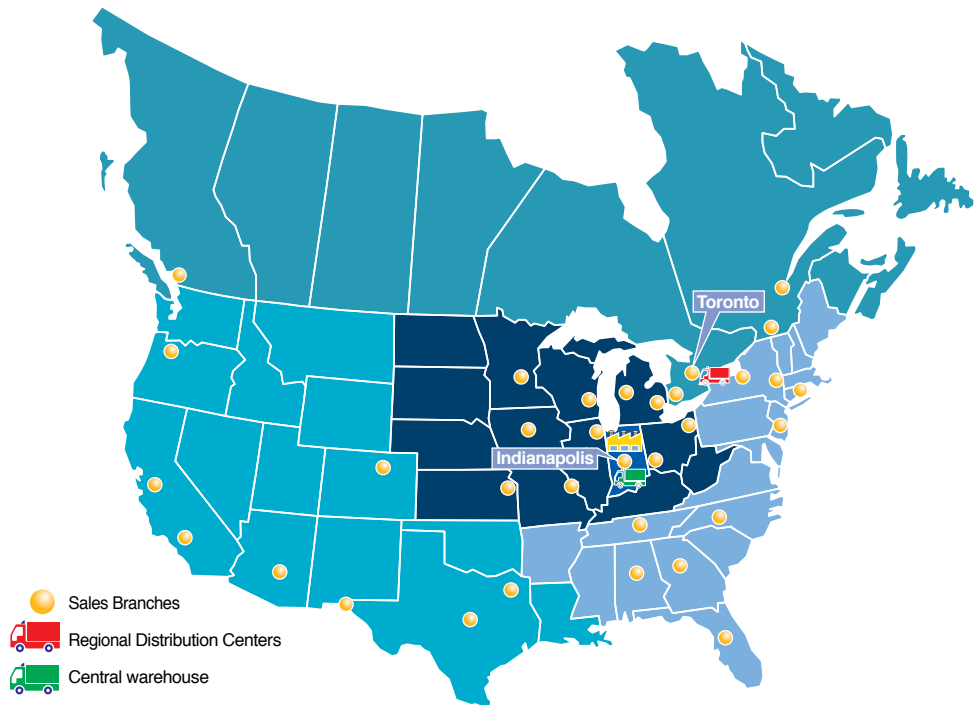 Toronto
Indianapolis
Sales Branches
Regional Distribution Centers
Central warehouse